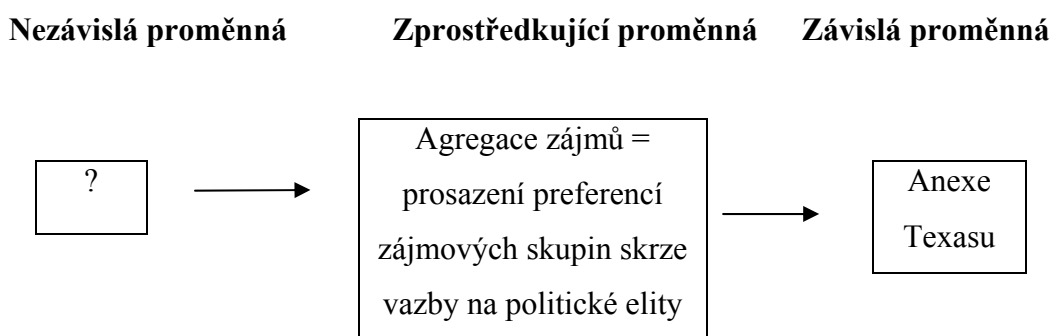 Nezávislá proměnná Zprostředkující proměnná Závislá proměnná
?
Agregace zájmů =
prosazení preferencí
zájmových skupin skrze
vazby na politické elity
Anexe
Texasu